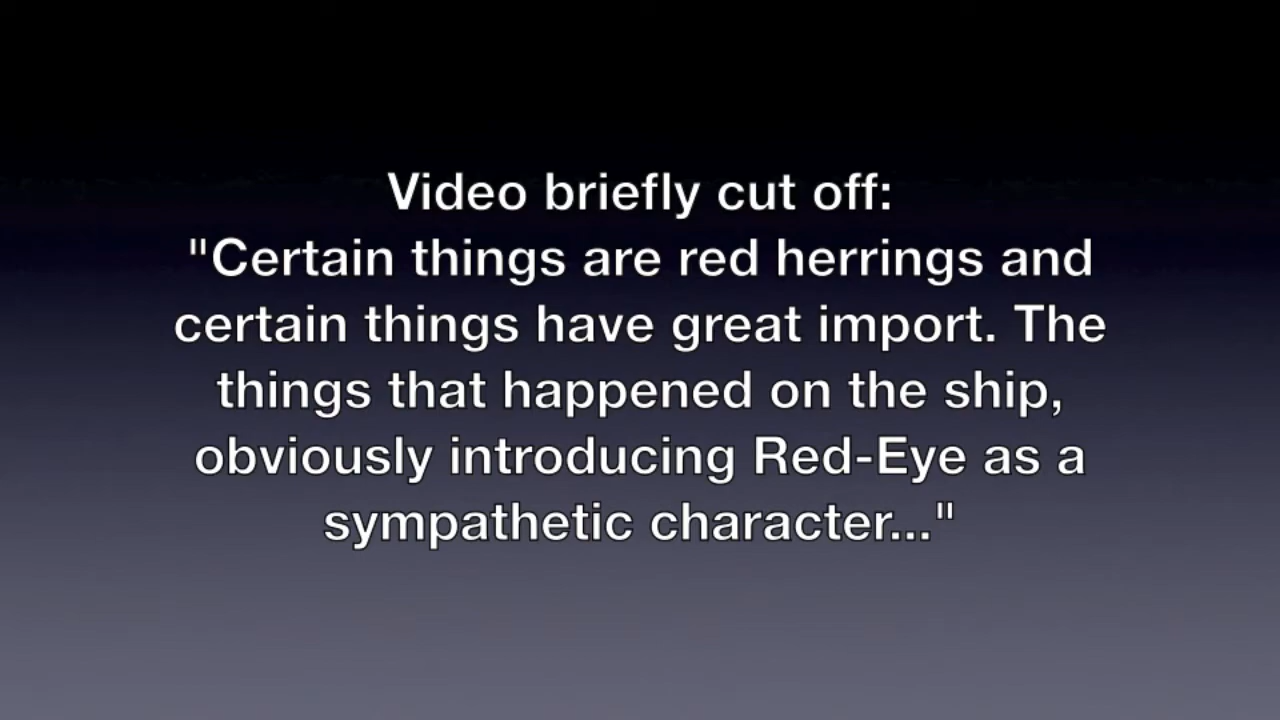 Video briefly cut off:
"Certain things are red herrings and
certain things have great import. The
things that happened on the ship,
obviously introducing Red-Eye as a
sympathetic character..."